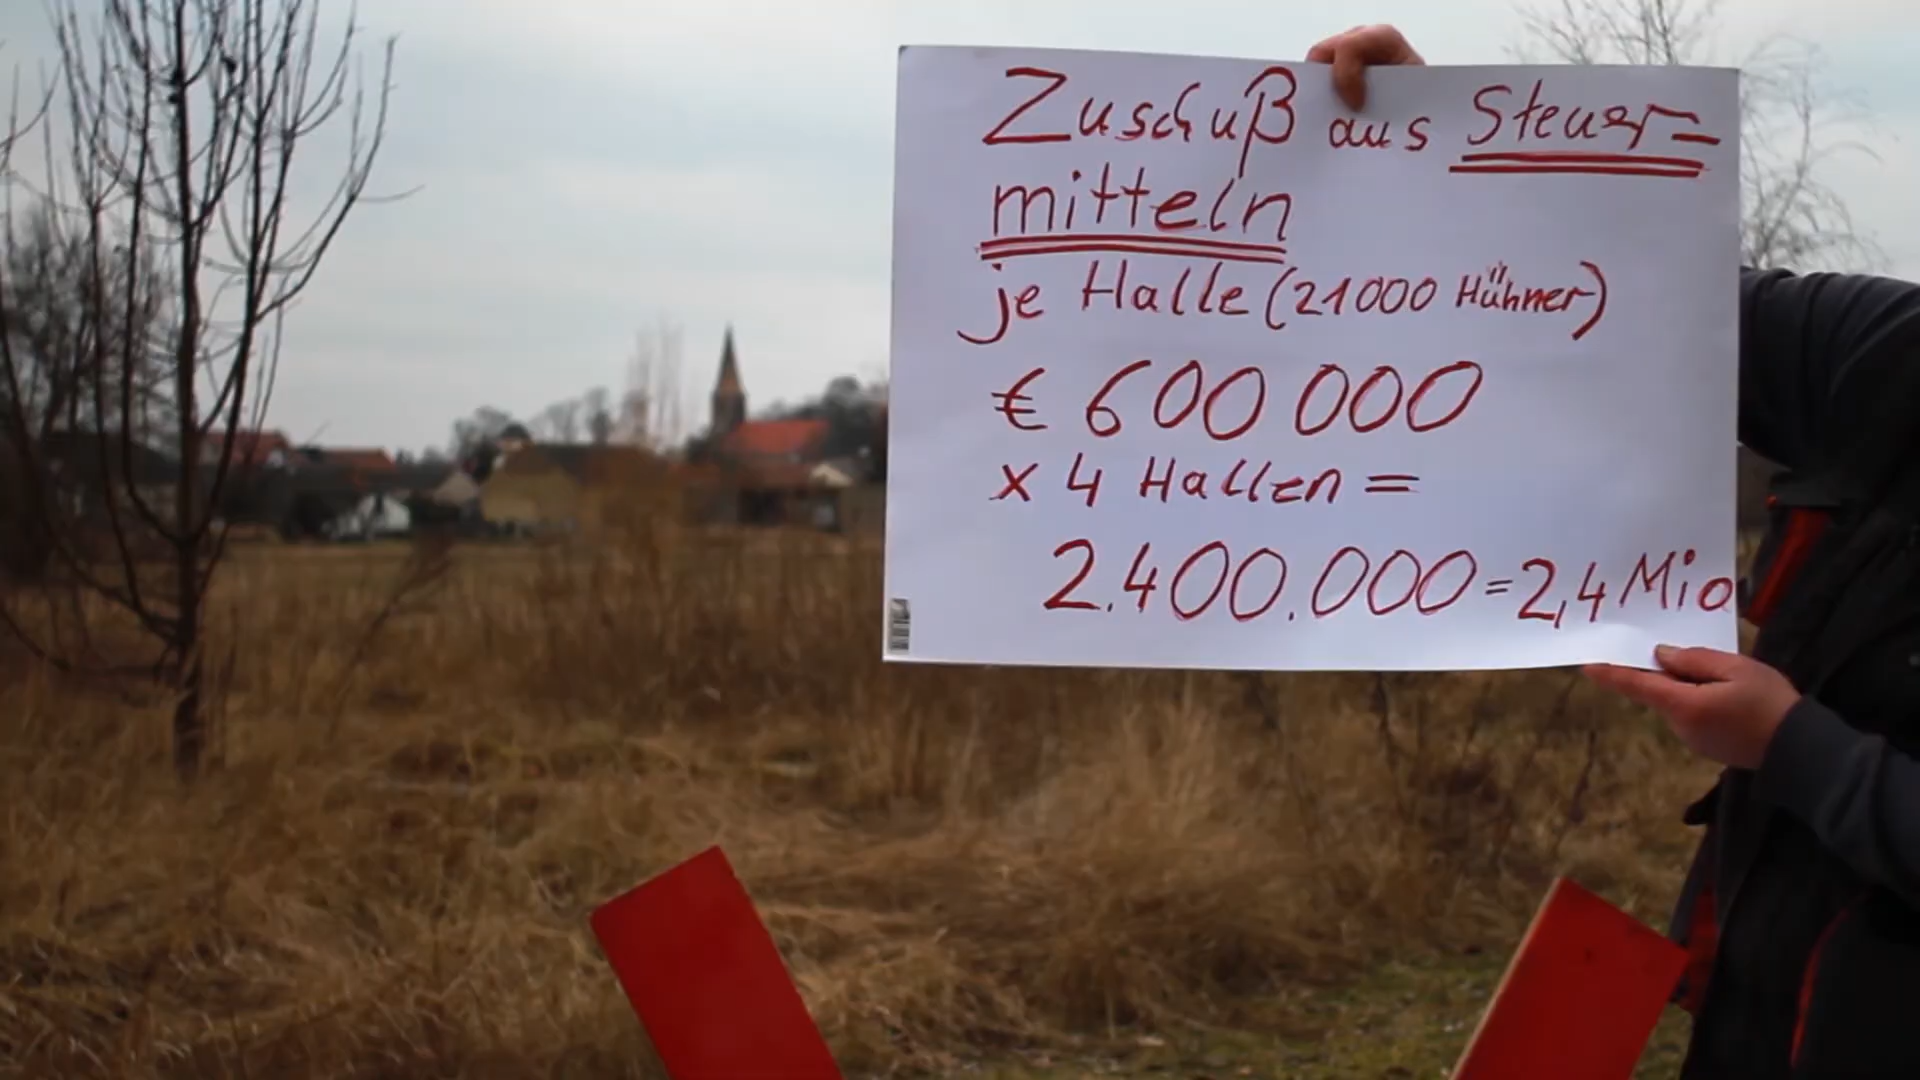 Zuschuß aus Steuer=
mitteln
je Halle (21000 Hühner)
€ 600 000
x 4 Hallen =
2.400.000 = 2,4 Mio